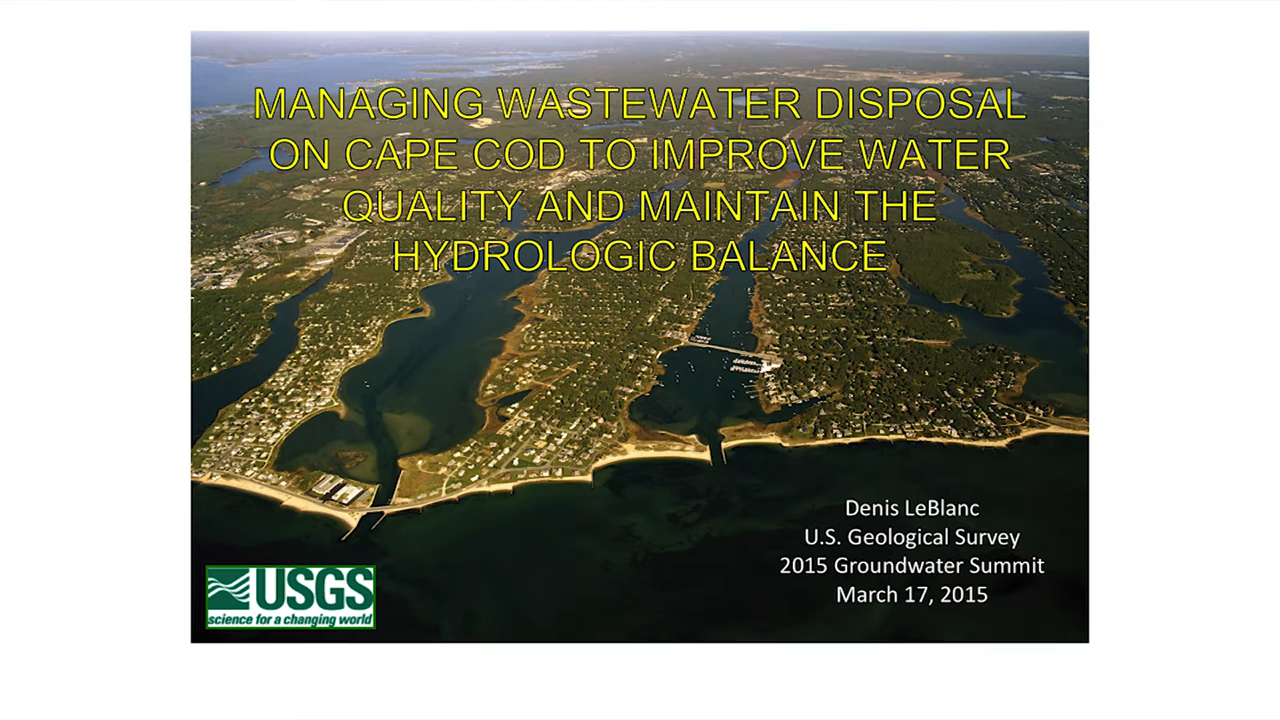 MANAGING WASTEWATER DISPOSAL
ON CAPE COD TO IMPROVE WATER
QUALITY AND MAINTAIN THE
HYDROLOGIC BALANCE
Denis LeBlanc
U.S. Geological Survey
2015 Groundwater Summit
March 17, 2015
USGS
science for a changing world